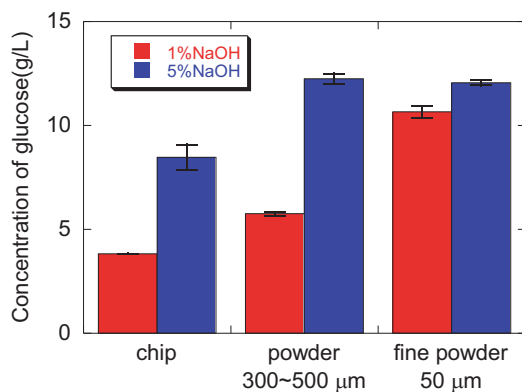 Concentration of glucose(g/L)
15
10
5
0
1%NaOH
5%NaOH
chip
powder
300~500 μm
fine powder
50 μm